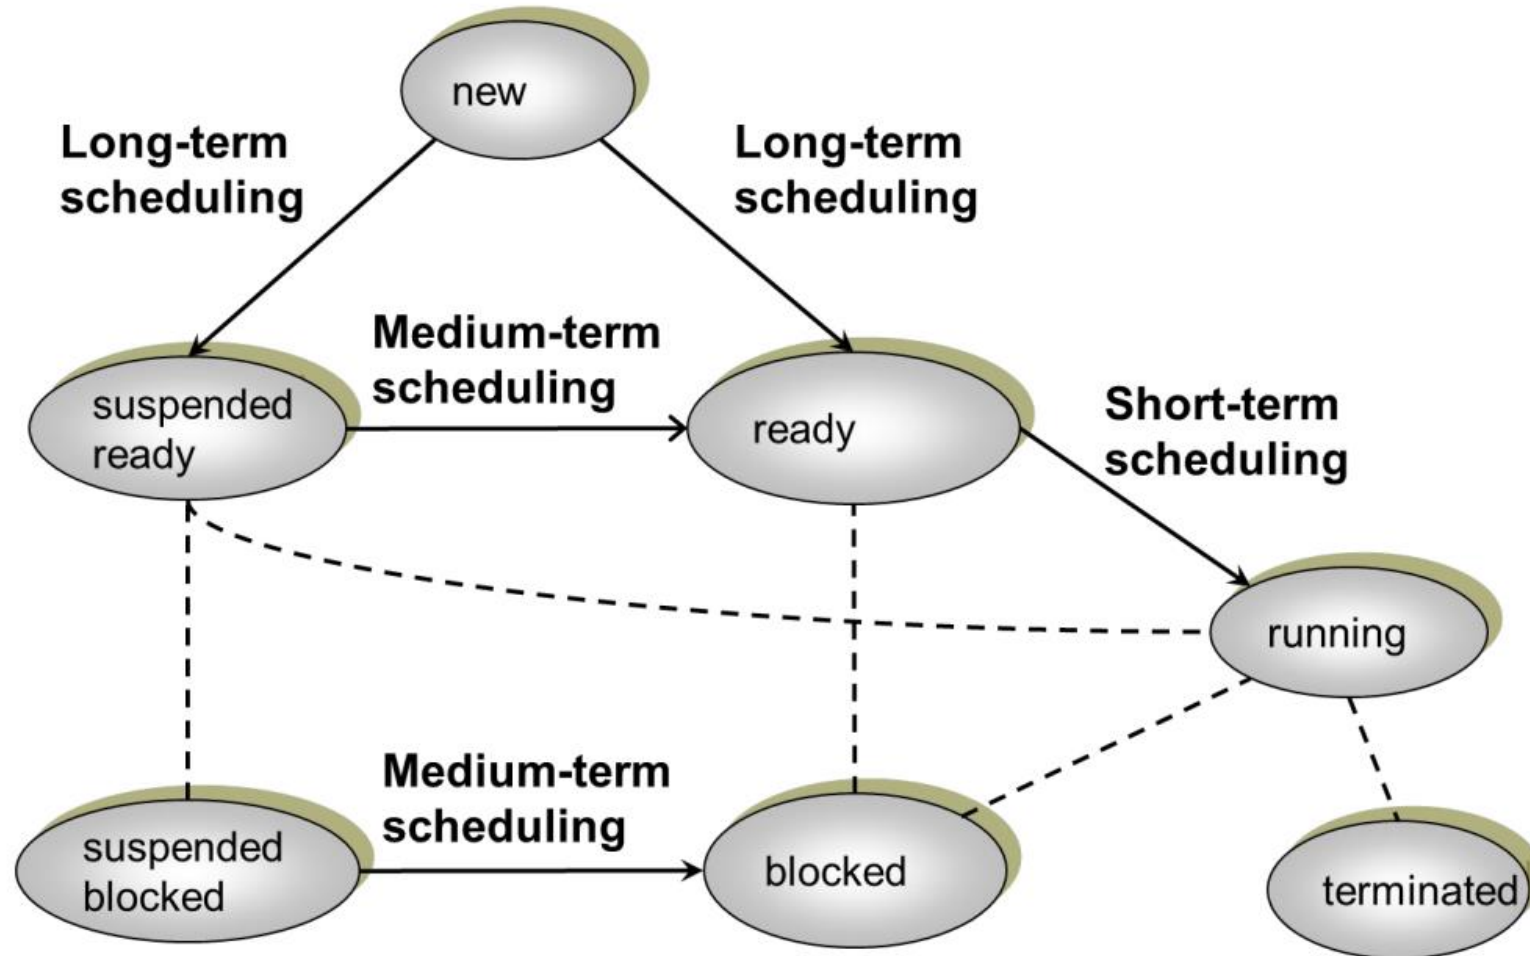 new
Long-term
scheduling
Long-term
scheduling
Medium-term
scheduling
suspended
ready
ready
Short-term
scheduling
running
Medium-term
scheduling
suspended
blocked
blocked
terminated